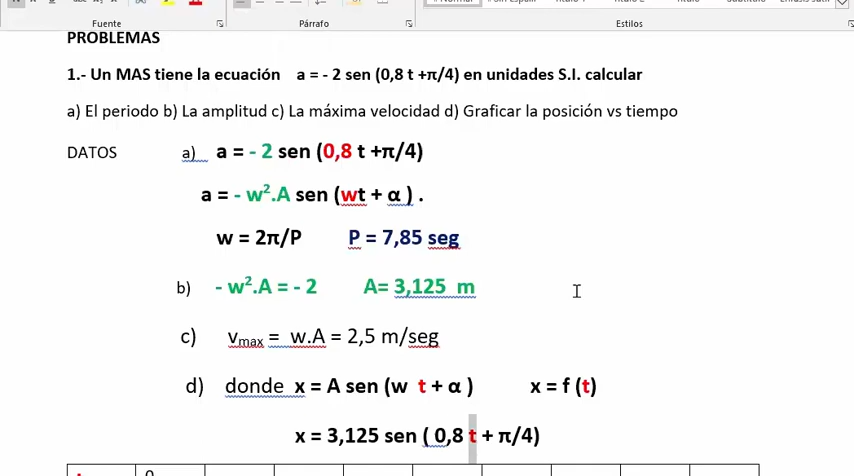 Fuente Párrafo Estilos
PROBLEMAS
1.- Un MAS tiene la ecuación a = - 2 sen (0,8 t +π/4) en unidades S.I. calcular
a) El periodo b) La amplitud c) La máxima velocidad d) Graficar la posición vs tiempo
DATOS a) a = - 2 sen (0,8 t +π/4)
a = - w².A sen (wt + α ) .
w = 2π/P P = 7,85 seg
b) - w².A = - 2 A= 3,125 m
c) vmax = w.A = 2,5 m/seg
d) donde x = A sen (w t + α ) x = f (t)
x = 3,125 sen ( 0,8 t + π/4)